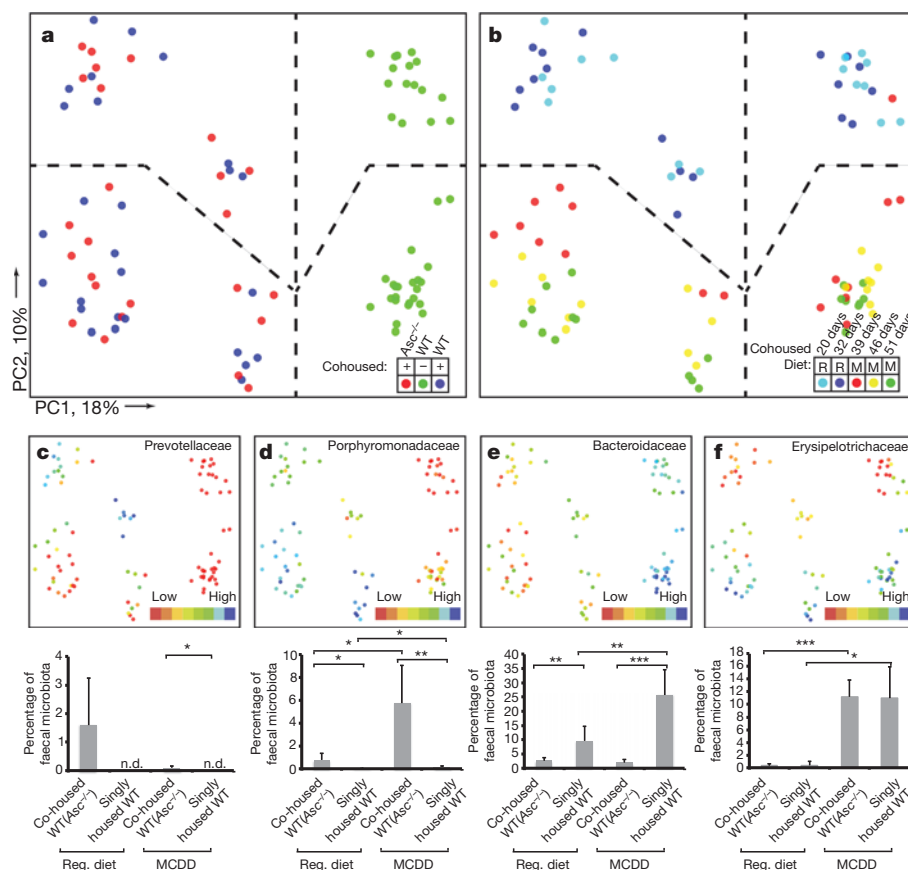 a
b
PC2, 10%
PC1, 18%
Cohoused:
Asc⁻/⁻ WT WT
+ − +
Cohoused
20 days 32 days 39 days 46 days 51 days
Diet: R R M M M
c Prevotellaceae
Low High
d Porphyromonadaceae
Low High
e Bacteroidaceae
Low High
f Erysipelotrichaceae
Low High
Percentage of
faecal microbiota
4
3
2
1
0
*
n.d.
n.d.
Co-housed
WT(Asc⁻/⁻)
Singly
housed WT
Co-housed
WT(Asc⁻/⁻)
Singly
housed WT
Reg. diet
MCDD
Percentage of
faecal microbiota
10
8
6
4
2
0
*
*
*
**
Co-housed
WT(Asc⁻/⁻)
Singly
housed WT
Co-housed
WT(Asc⁻/⁻)
Singly
housed WT
Reg. diet
MCDD
Percentage of
faecal microbiota
40
35
30
25
20
15
10
5
0
**
**
***
Co-housed
WT(Asc⁻/⁻)
Singly
housed WT
Co-housed
WT(Asc⁻/⁻)
Singly
housed WT
Reg. diet
MCDD
Percentage of
faecal microbiota
18
16
14
12
10
8
6
4
2
0
***
*
Co-housed
WT(Asc⁻/⁻)
Singly
housed WT
Co-housed
WT(Asc⁻/⁻)
Singly
housed WT
Reg. diet
MCDD